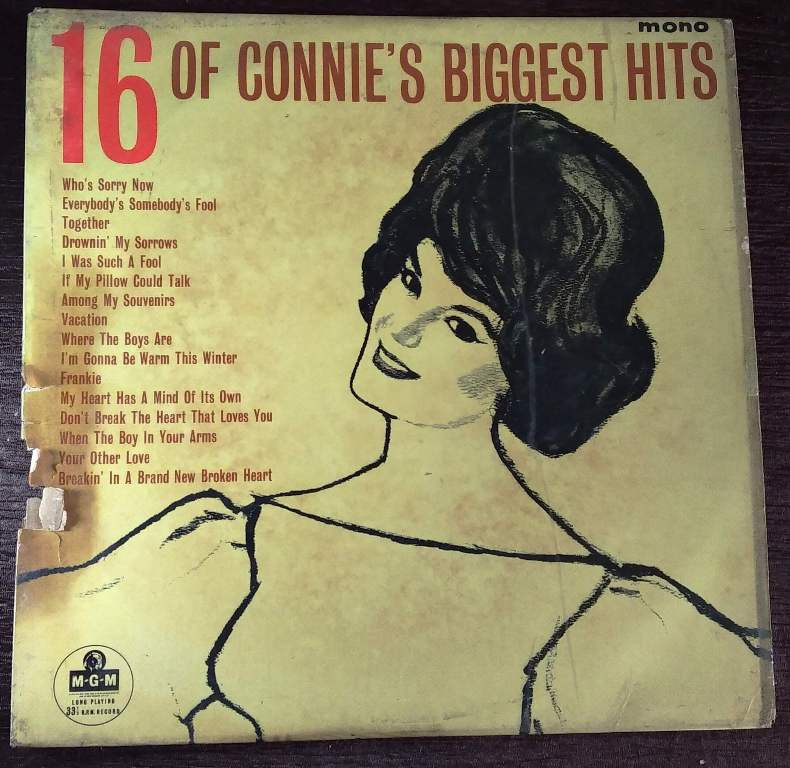 mono
16 OF CONNIE'S BIGGEST HITS
Who's Sorry Now
Everybody's Somebody's Fool
Together
Drownin' My Sorrows
I Was Such A Fool
If My Pillow Could Talk
Among My Souvenirs
Vacation
Where The Boys Are
I'm Gonna Be Warm This Winter
Frankie
My Heart Has A Mind Of Its Own
Don't Break The Heart That Loves You
When The Boy In Your Arms
Your Other Love
Breakin' In A Brand New Broken Heart
M-G-M
LONG PLAYING
33⅓ R.P.M. RECORD